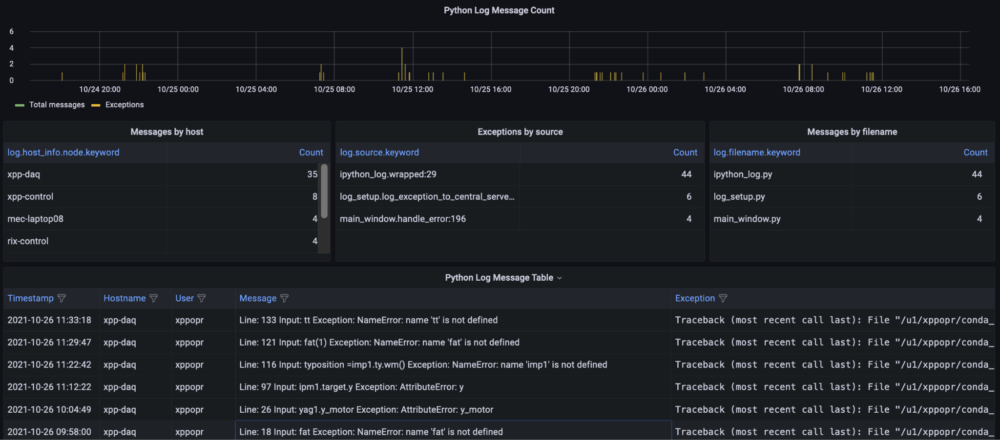 Python Log Message Count
6
4
2
0
10/24 20:00 10/25 00:00 10/25 04:00 10/25 08:00 10/25 12:00 10/25 16:00 10/25 20:00 10/26 00:00 10/26 04:00 10/26 08:00 10/26 12:00 10/26 16:00
Total messages Exceptions
Messages by host
log.host_info.node.keyword Count
xpp-daq 35
xpp-control 8
mec-laptop08 4
rix-control 4
Exceptions by source
log.source.keyword Count
ipython_log.wrapped:29 44
log_setup.log_exception_to_central_serve... 6
main_window.handle_error:196 4
Messages by filename
log.filename.keyword Count
ipython_log.py 44
log_setup.py 6
main_window.py 4
Python Log Message Table
Timestamp Hostname User Message Exception
2021-10-26 11:33:18 xpp-daq xppopr Line: 133 Input: tt Exception: NameError: name 'tt' is not defined Traceback (most recent call last): File "/u1/xppopr/conda_
2021-10-26 11:29:47 xpp-daq xppopr Line: 121 Input: fat(1) Exception: NameError: name 'fat' is not defined Traceback (most recent call last): File "/u1/xppopr/conda_
2021-10-26 11:22:42 xpp-daq xppopr Line: 116 Input: typosition =imp1.ty.wm() Exception: NameError: name 'imp1' is not defined Traceback (most recent call last): File "/u1/xppopr/conda_
2021-10-26 11:12:22 xpp-daq xppopr Line: 97 Input: ipm1.target.y Exception: AttributeError: y Traceback (most recent call last): File "/u1/xppopr/conda_
2021-10-26 10:04:49 xpp-daq xppopr Line: 26 Input: yag1.y_motor Exception: AttributeError: y_motor Traceback (most recent call last): File "/u1/xppopr/conda_
2021-10-26 09:58:00 xpp-daq xppopr Line: 18 Input: fat Exception: NameError: name 'fat' is not defined Traceback (most recent call last): File "/u1/xppopr/conda_